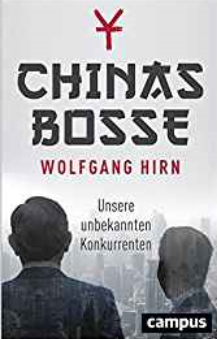 ¥
CHINAS
BOSSE
WOLFGANG HIRN
Unsere
unbekannten
Konkurrenten
campus